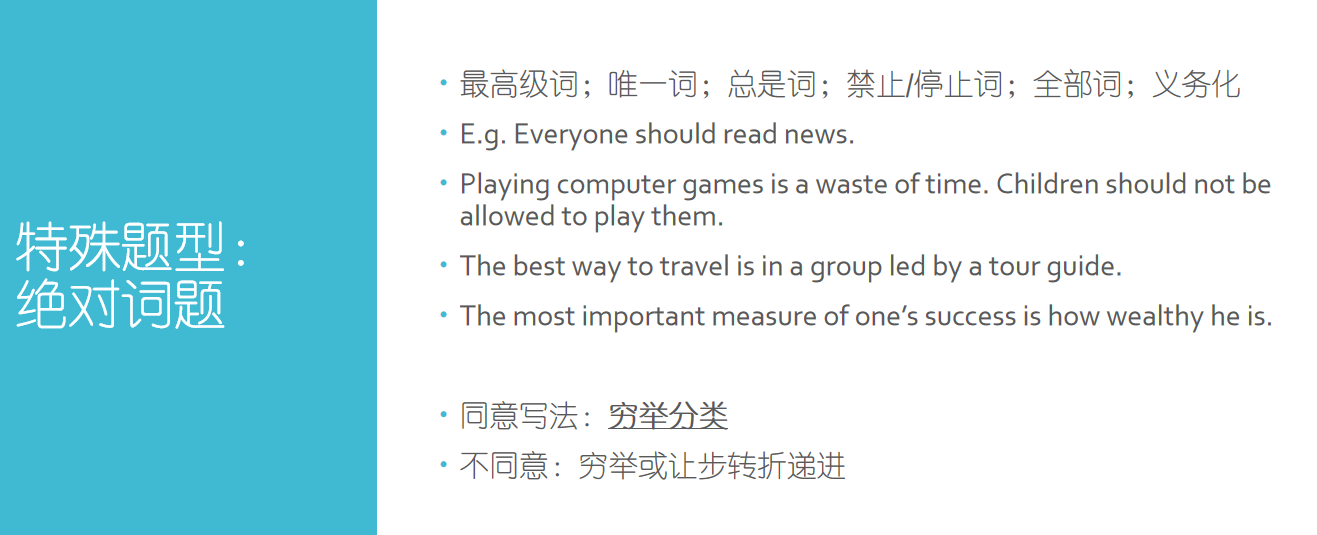 特殊题型：
绝对词题
• 最高级词；唯一词；总是词；禁止/停止词；全部词；义务化
• E.g. Everyone should read news.
• Playing computer games is a waste of time. Children should not be
allowed to play them.
• The best way to travel is in a group led by a tour guide.
• The most important measure of one’s success is how wealthy he is.
• 同意写法：穷举分类
• 不同意：穷举或让步转折递进